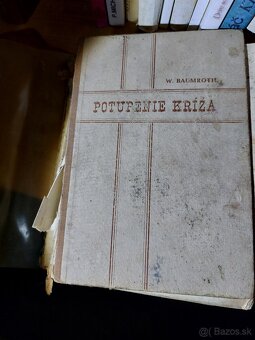 W. BAUMROTH
POTUPENIE KRÍŽA
© Bazos.sk